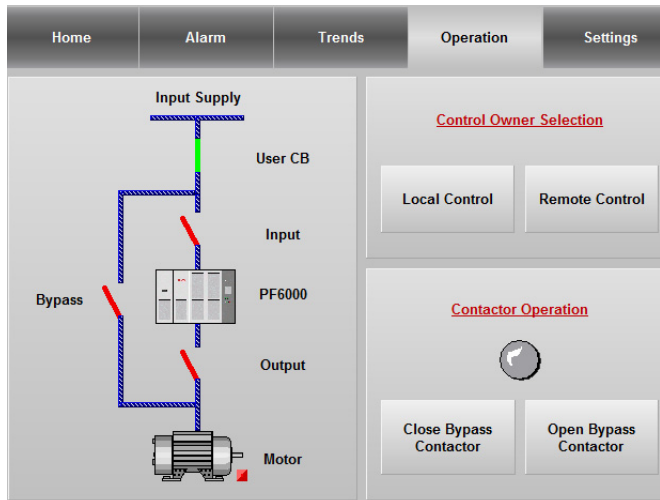 Home
Alarm
Trends
Operation
Settings
Input Supply
User CB
Input
Bypass
PF6000
Output
Motor
Control Owner Selection
Local Control
Remote Control
Contactor Operation
Close Bypass
Contactor
Open Bypass
Contactor